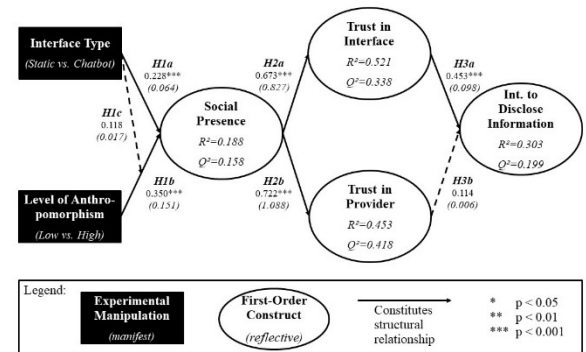 Interface Type
(Static vs. Chatbot)
H1a
0.228***
(0.064)
H1c
0.118
(0.017)
Level of Anthro-
pomorphism
(Low vs. High)
H1b
0.350***
(0.151)
Social
Presence
R²=0.188
Q²=0.158
H2a
0.673***
(0.827)
H2b
0.722***
(1.088)
Trust in
Interface
R²=0.521
Q²=0.338
Trust in
Provider
R²=0.453
Q²=0.418
H3a
0.453***
(0.098)
H3b
0.114
(0.006)
Int. to
Disclose
Information
R²=0.303
Q²=0.199
Legend:
Experimental
Manipulation
(manifest)
First-Order
Construct
(reflective)
Constitutes
structural
relationship
* p < 0.05
** p < 0.01
*** p < 0.001